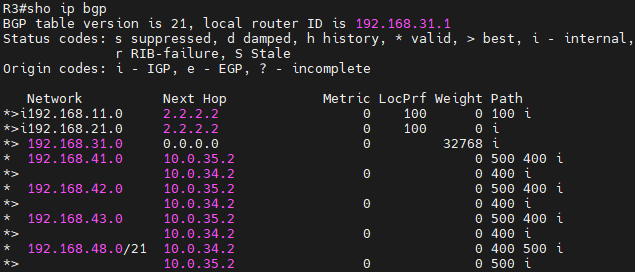 R3#sho ip bgp
BGP table version is 21, local router ID is 192.168.31.1
Status codes: s suppressed, d damped, h history, * valid, > best, i - internal,
              r RIB-failure, S Stale
Origin codes: i - IGP, e - EGP, ? - incomplete

   Network          Next Hop            Metric LocPrf Weight Path
*>i192.168.11.0     2.2.2.2                  0    100      0 100 i
*>i192.168.21.0     2.2.2.2                  0    100      0 i
*> 192.168.31.0     0.0.0.0                  0         32768 i
*  192.168.41.0     10.0.35.2                              0 500 400 i
*>                  10.0.34.2                0             0 400 i
*  192.168.42.0     10.0.35.2                              0 500 400 i
*>                  10.0.34.2                0             0 400 i
*  192.168.43.0     10.0.35.2                              0 500 400 i
*>                  10.0.34.2                0             0 400 i
*  192.168.48.0/21  10.0.34.2                              0 400 500 i
*>                  10.0.35.2                0             0 500 i